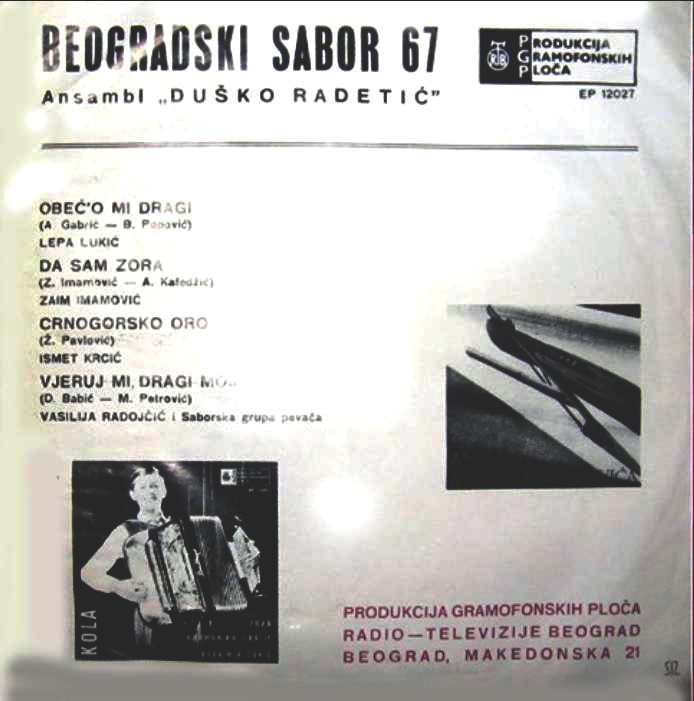 BEOGRADSKI SABOR 67
PRODUKCIJA
GRAMOFONSKIH
PLOČA
Ansambl „DUŠKO RADETIĆ”
EP 12027
OBEĆ'O MI DRAGI
(A. Gabrić — B. Popović)
LEPA LUKIĆ
DA SAM ZORA
(Z. Imamović — A. Kafedžić)
ZAIM IMAMOVIĆ
CRNOGORSKO ORO
(Ž. Pavlović)
ISMET KRCIĆ
VJERUJ MI, DRAGI MOJ
(D. Babić — M. Petrović)
VASILIJA RADOJČIĆ i Saborska grupa pevača
KOLA
PRODUKCIJA GRAMOFONSKIH PLOČA
RADIO—TELEVIZIJE BEOGRAD
BEOGRAD, MAKEDONSKA 21